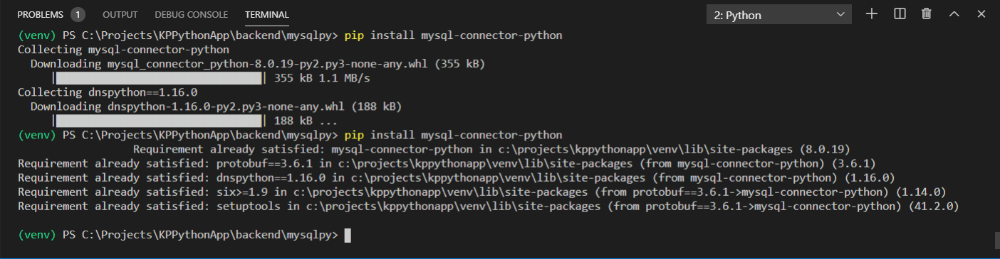 PROBLEMS 1 OUTPUT DEBUG CONSOLE TERMINAL 2: Python
(venv) PS C:\Projects\KPPythonApp\backend\mysqlpy> pip install mysql-connector-python
Collecting mysql-connector-python
Downloading mysql_connector_python-8.0.19-py2.py3-none-any.whl (355 kB)
| | 355 kB 1.1 MB/s
Collecting dnspython==1.16.0
Downloading dnspython-1.16.0-py2.py3-none-any.whl (188 kB)
| | 188 kB ...
(venv) PS C:\Projects\KPPythonApp\backend\mysqlpy> pip install mysql-connector-python
Requirement already satisfied: mysql-connector-python in c:\projects\kppythonapp\venv\lib\site-packages (8.0.19)
Requirement already satisfied: protobuf==3.6.1 in c:\projects\kppythonapp\venv\lib\site-packages (from mysql-connector-python) (3.6.1)
Requirement already satisfied: dnspython==1.16.0 in c:\projects\kppythonapp\venv\lib\site-packages (from mysql-connector-python) (1.16.0)
Requirement already satisfied: six>=1.9 in c:\projects\kppythonapp\venv\lib\site-packages (from protobuf==3.6.1->mysql-connector-python) (1.14.0)
Requirement already satisfied: setuptools in c:\projects\kppythonapp\venv\lib\site-packages (from protobuf==3.6.1->mysql-connector-python) (41.2.0)
(venv) PS C:\Projects\KPPythonApp\backend\mysqlpy>